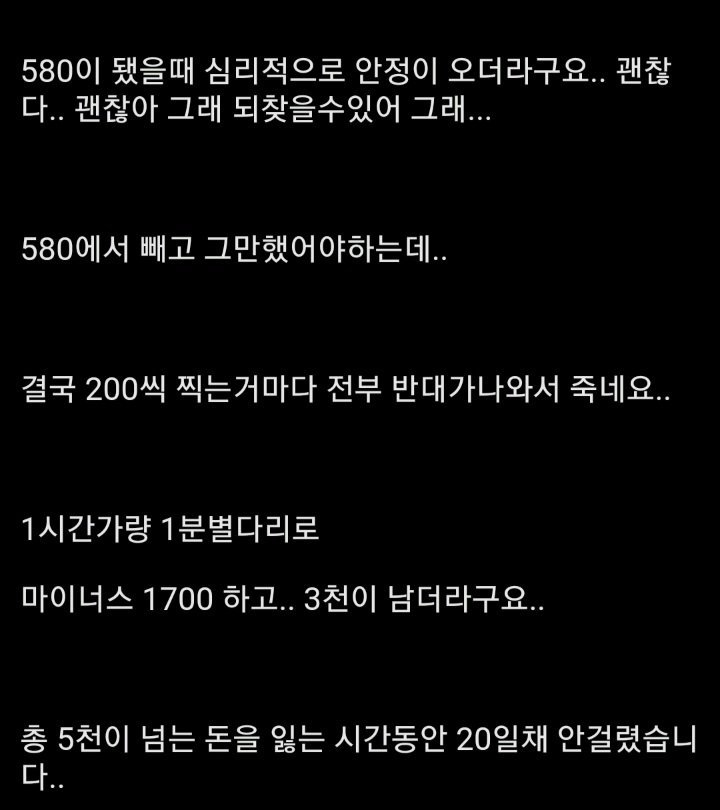 580이 됐을때 심리적으로 안정이 오더라구요.. 괜찮
다.. 괜찮아 그래 되찾을수있어 그래...
580에서 빼고 그만했어야하는데..
결국 200씩 찍는거마다 전부 반대가나와서 죽네요..
1시간가량 1분별다리로
마이너스 1700 하고.. 3천이 남더라구요..
총 5천이 넘는 돈을 잃는 시간동안 20일채 안걸렸습니
다..